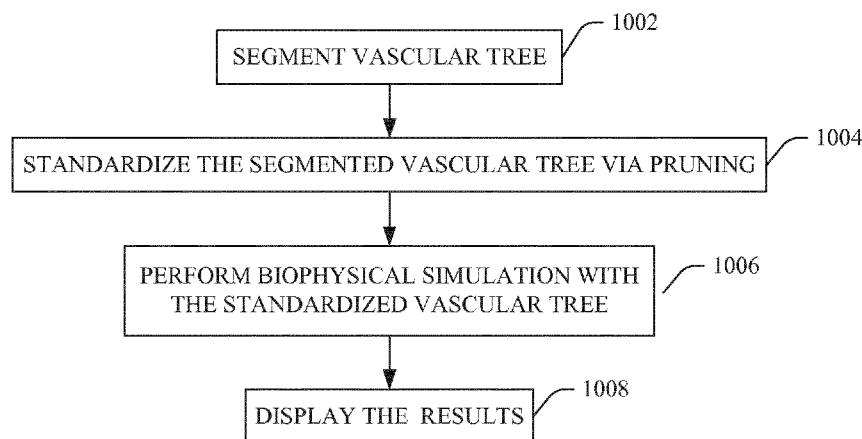 1002
SEGMENT VASCULAR TREE
1004
STANDARDIZE THE SEGMENTED VASCULAR TREE VIA PRUNING
1006
PERFORM BIOPHYSICAL SIMULATION WITH
THE STANDARDIZED VASCULAR TREE
1008
DISPLAY THE RESULTS